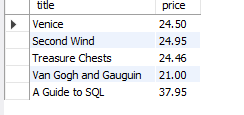 title price
Venice 24.50
Second Wind 24.95
Treasure Chests 24.46
Van Gogh and Gauguin 21.00
A Guide to SQL 37.95